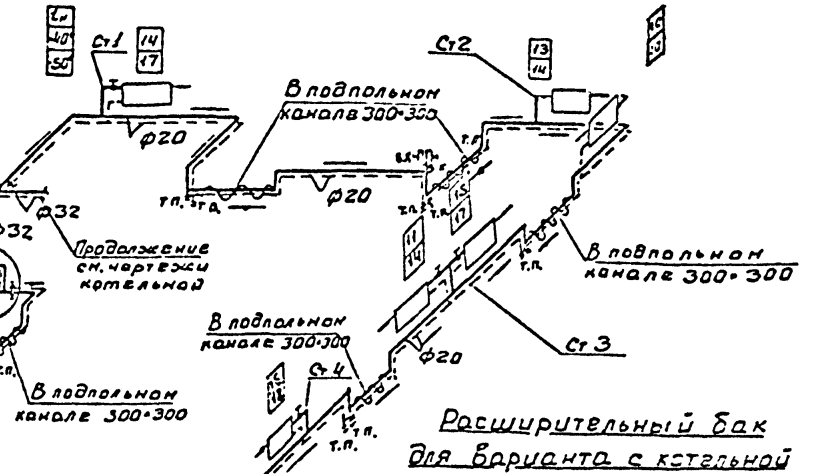 40
50
Ст1
14
17
Ст2
13
14
В подпольном
канале 300*300
ф20
Т.П.
ф20
Т.П.
ф32
Продолжение
см. чертежи
котельной
11
14
15
17
Т.П.
В подпольном
канале 300*300
В подпольном
канале 300*300
ф20
Ст3
Ст4
В подпольном
канале 300*300
Т.П.
Т.П.
Расширительный бак
для варианта с котельной